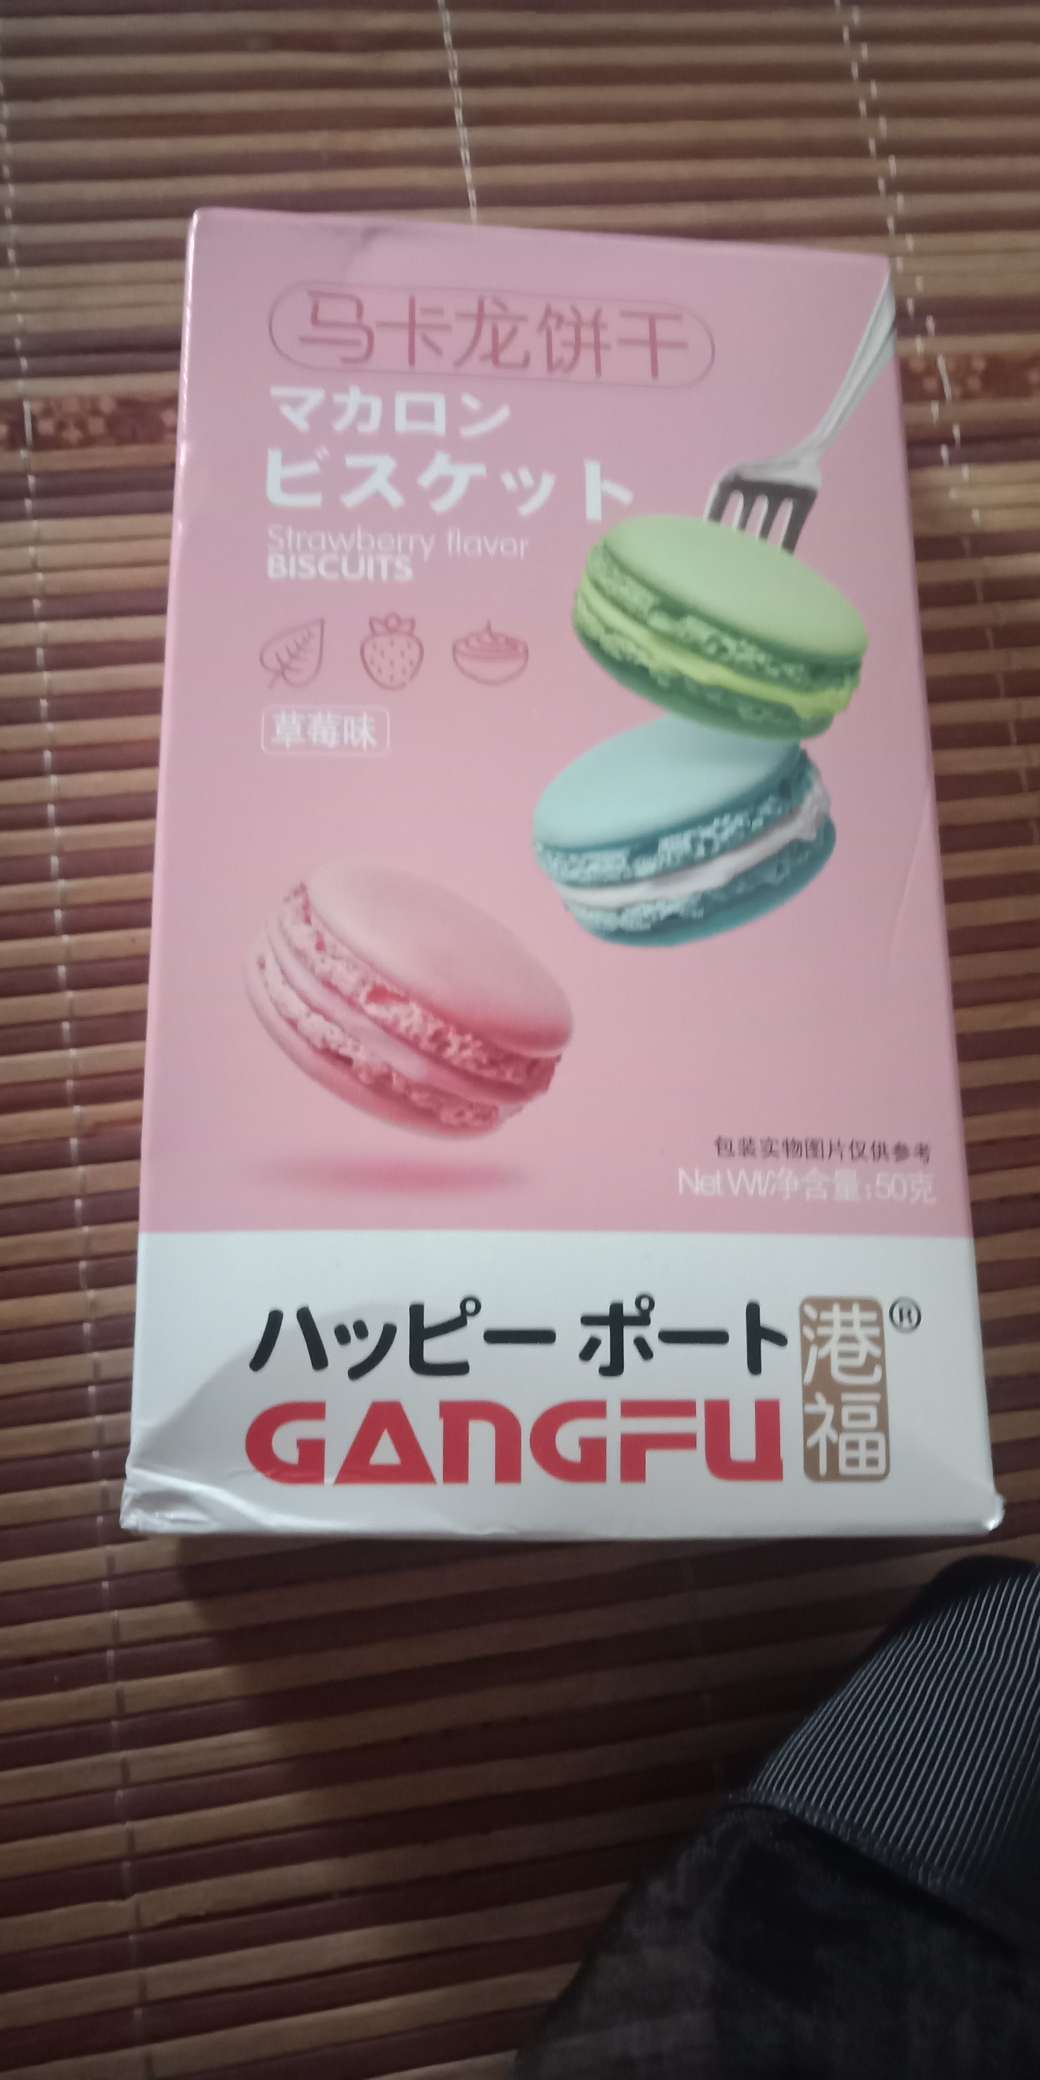 马卡龙饼干
マカロン
ビスケット
Strawberry flavor
BISCUITS
草莓味
包装实物图片仅供参考
Net Wt/净含量:50克
ハッピー ポート
GANGFU
港福®